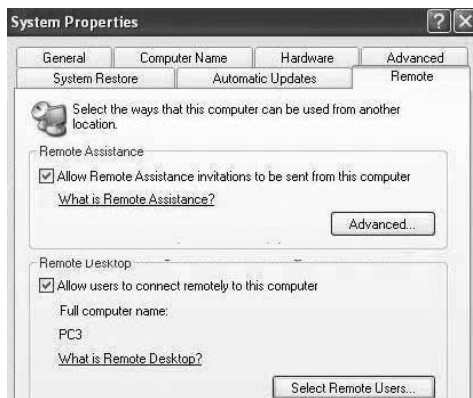 System Properties
General Computer Name Hardware Advanced
System Restore Automatic Updates Remote
Select the ways that this computer can be used from another
location.
Remote Assistance
Allow Remote Assistance invitations to be sent from this computer
What is Remote Assistance?
Advanced...
Remote Desktop
Allow users to connect remotely to this computer
Full computer name:
PC3
What is Remote Desktop?
Select Remote Users...